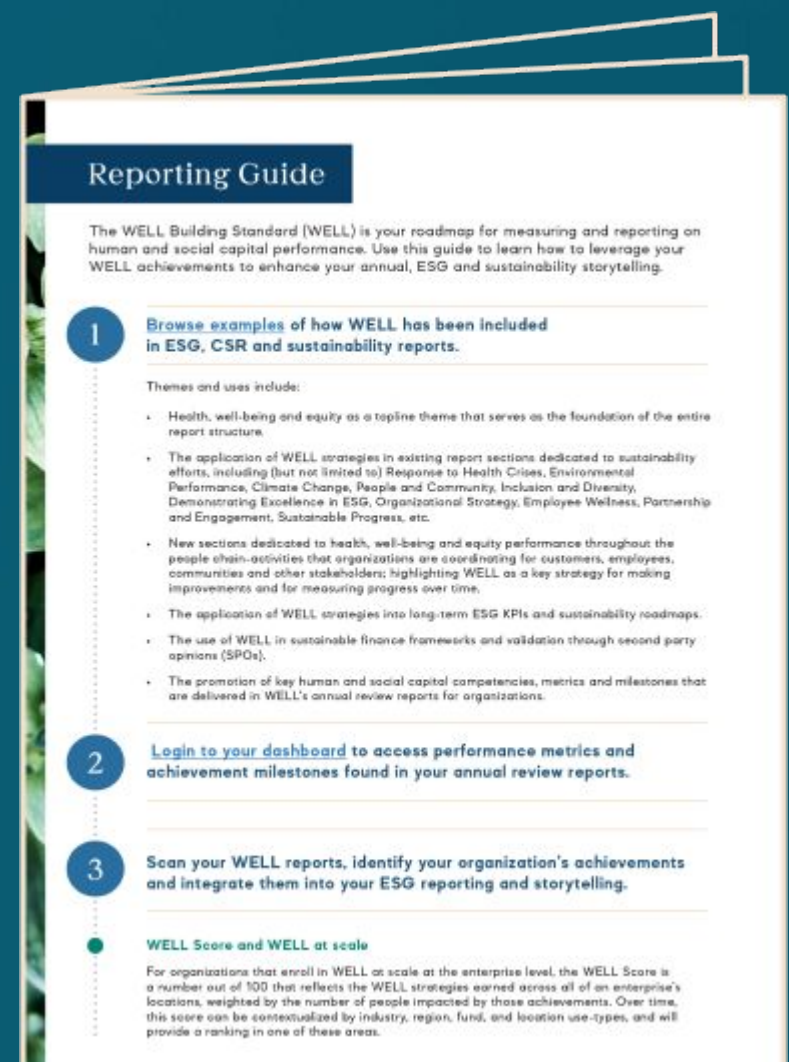 Reporting Guide
The WELL Building Standard (WELL) is your roadmap for measuring and reporting on
human and social capital performance. Use this guide to learn how to leverage your
WELL achievements to enhance your annual, ESG and sustainability storytelling.
1
Browse examples of how WELL has been included
in ESG, CSR and sustainability reports.
Themes and uses include:
• Health, well-being and equity as a topline theme that serves as the foundation of the entire
report structure.
• The application of WELL strategies in existing report sections dedicated to sustainability
efforts, including (but not limited to) Response to Health Crises, Environmental
Performance, Climate Change, People and Community, Inclusion and Diversity,
Demonstrating Excellence in ESG, Organizational Strategy, Employee Wellness, Partnership
and Engagement, Sustainable Progress, etc.
• New sections dedicated to health, well-being and equity performance throughout the
people chain-activities that organizations are coordinating for customers, employees,
communities and other stakeholders; highlighting WELL as a key strategy for making
improvements and for measuring progress over time.
• The application of WELL strategies into long-term ESG KPIs and sustainability roadmaps.
• The use of WELL in sustainable finance frameworks and validation through second party
opinions (SPOs).
• The promotion of key human and social capital competencies, metrics and milestones that
are delivered in WELL's annual review reports for organizations.
2
Login to your dashboard to access performance metrics and
achievement milestones found in your annual review reports.
3
Scan your WELL reports, identify your organization's achievements
and integrate them into your ESG reporting and storytelling.
WELL Score and WELL at scale
For organizations that enroll in WELL at scale at the enterprise level, the WELL Score is
a number out of 100 that reflects the WELL strategies earned across all of an enterprise's
locations, weighted by the number of people impacted by those achievements. Over time,
this score can be contextualized by industry, region, fund, and location use-types, and will
provide a ranking in one of these areas.